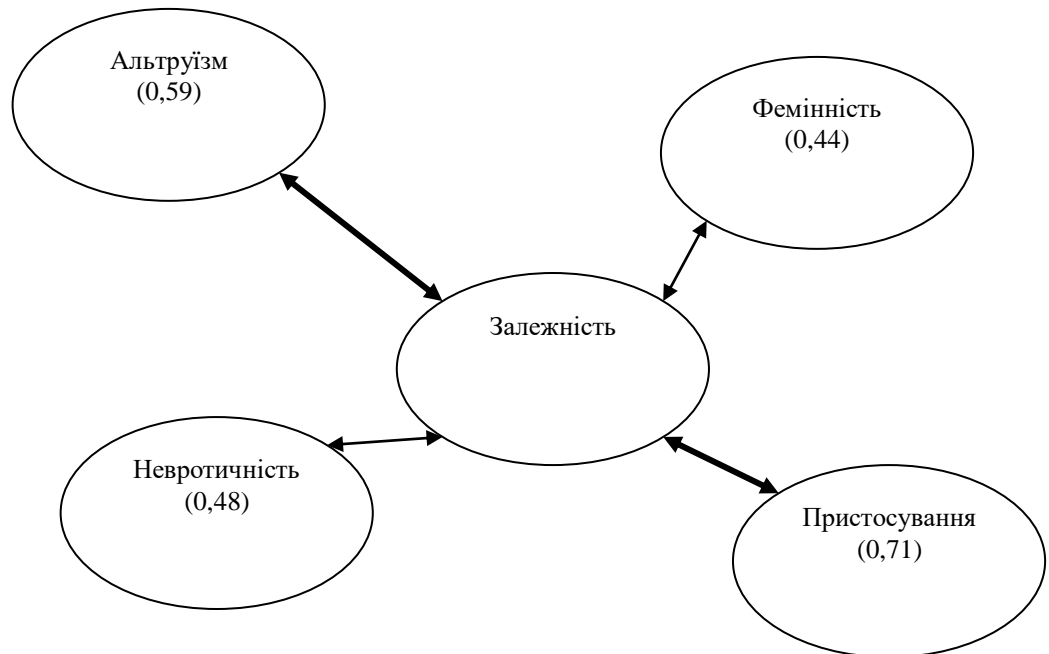 Альтруїзм
(0,59)
Фемінність
(0,44)
Залежність
Невротичність
(0,48)
Пристосування
(0,71)